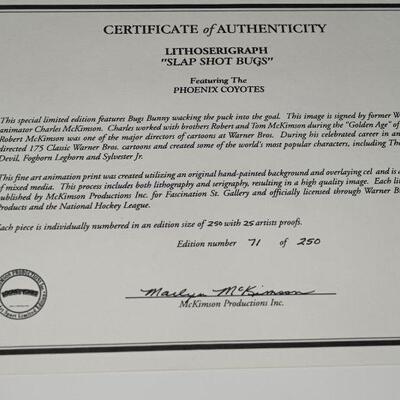 CERTIFICATE of AUTHENTICITY
LITHOSERIGRAPH
"SLAP SHOT BUGS"
Featuring The
PHOENIX COYOTES
This special limited edition features Bugs Bunny wacking the puck into the goal. This image is signed by former W
animator Charles McKimson. Charles worked with brothers Robert and Tom McKimson during the "Golden Age" of
Robert McKimson was one of the major directors of cartoons at Warner Bros. During his celebrated career in an
directed 175 Classic Warner Bros. cartoons and created some of the world's most popular characters, including Th
Devil, Foghorn Leghorn and Sylvester Jr.
This fine art animation print was created utilizing an original hand-painted background and overlaying cel and is a
of mixed media. This process includes both lithography and serigraphy, resulting in a high quality image. Each li
published by McKimson Productions Inc. for Fascination St. Gallery and officially licensed through Warner B
Products and the National Hockey League.
Each piece is individually numbered in an edition size of 250 with 25 artists proofs.
Edition number 71 of 250
Marilyn McKimson
McKimson Productions Inc.